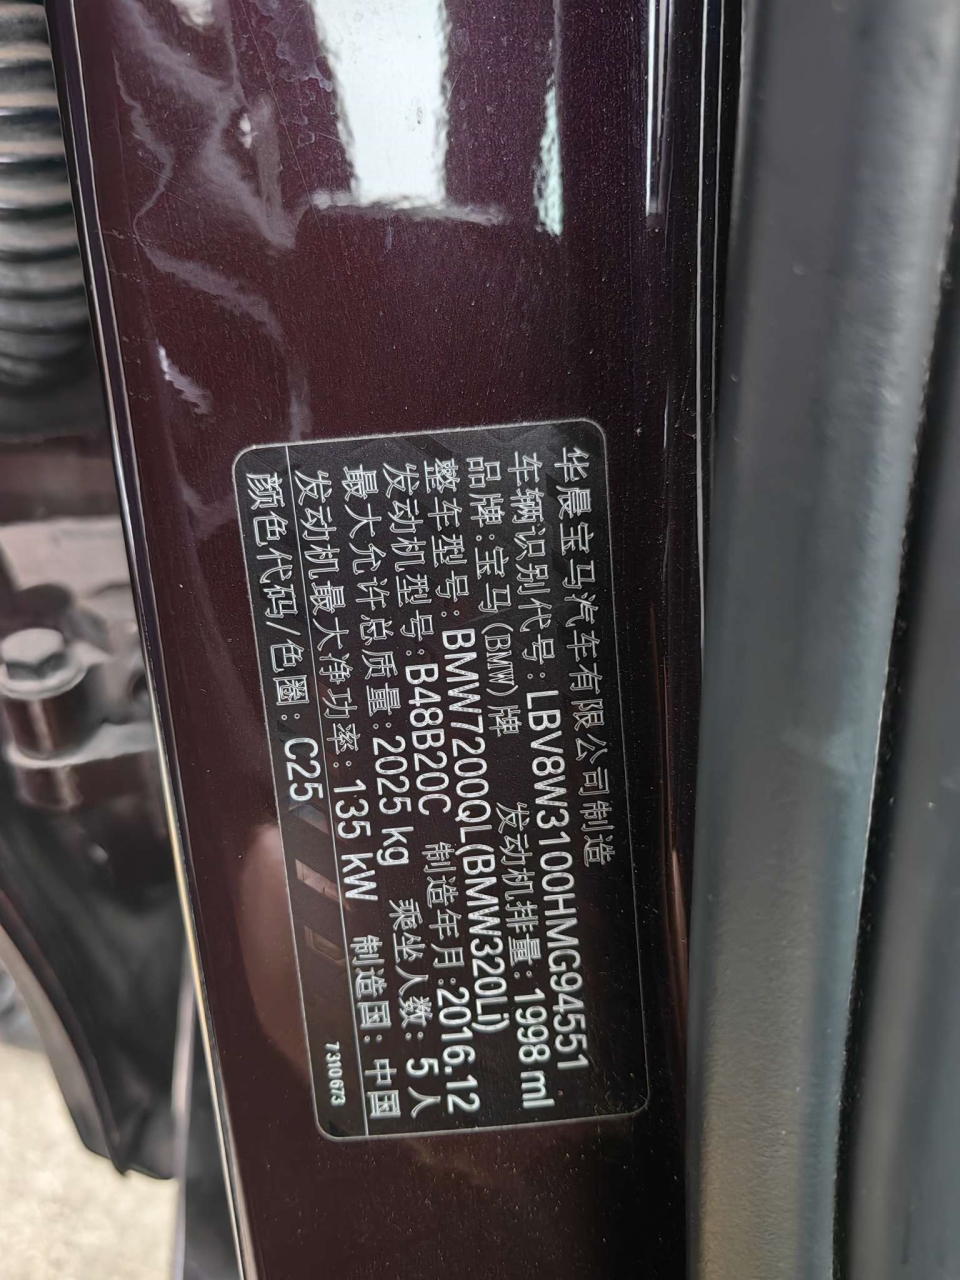 华晨宝马汽车有限公司制造
车辆识别代号：LBV8W3100HMG94551
品牌：宝马(BMW)牌 发动机排量：1998 ml
整车型号：BMW7200QL(BMW320Li)
发动机型号：B48B20C 制造年月：2016.12
最大允许总质量：2025 kg 乘坐人数：5人
发动机最大净功率：135 kW 制造国：中国
颜色代码/色圈：C25 7310673